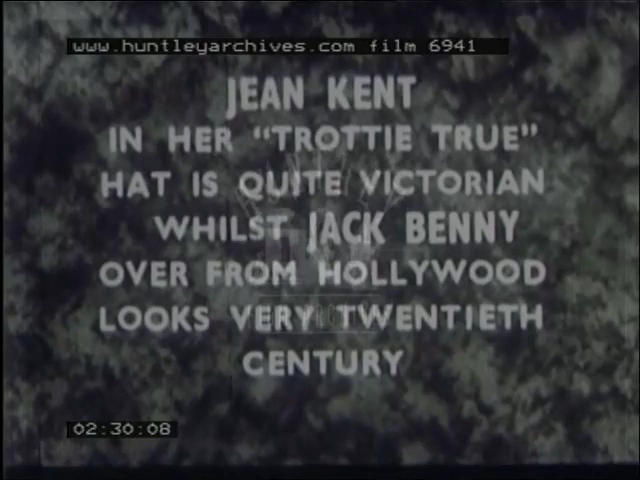 www.huntleyarchives.com film 6941
JEAN KENT
IN HER "TROTTIE TRUE"
HAT IS QUITE VICTORIAN
WHILST JACK BENNY
OVER FROM HOLLYWOOD
LOOKS VERY TWENTIETH
CENTURY
02:30:08